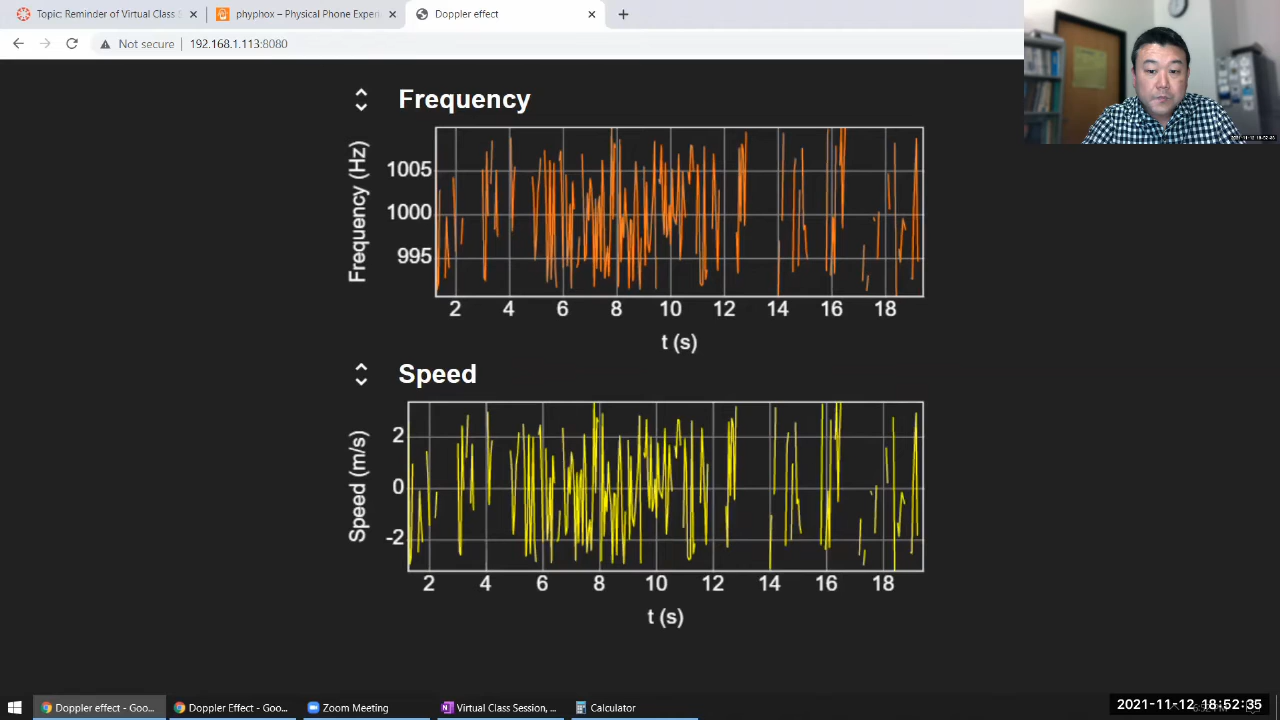 Topic: Reminder of Virtual Class S
phyphox – Physical Phone Experi
Doppler effect
Not secure
192.168.1.113:8080
Frequency
Frequency (Hz)
1005
1000
995
2 4 6 8 10 12 14 16 18
t (s)
Speed
Speed (m/s)
2
0
-2
2 4 6 8 10 12 14 16 18
t (s)
Doppler effect - Goo...
Doppler Effect - Goo...
Zoom Meeting
Virtual Class Session, ...
Calculator
2021-11-12 18:52:35